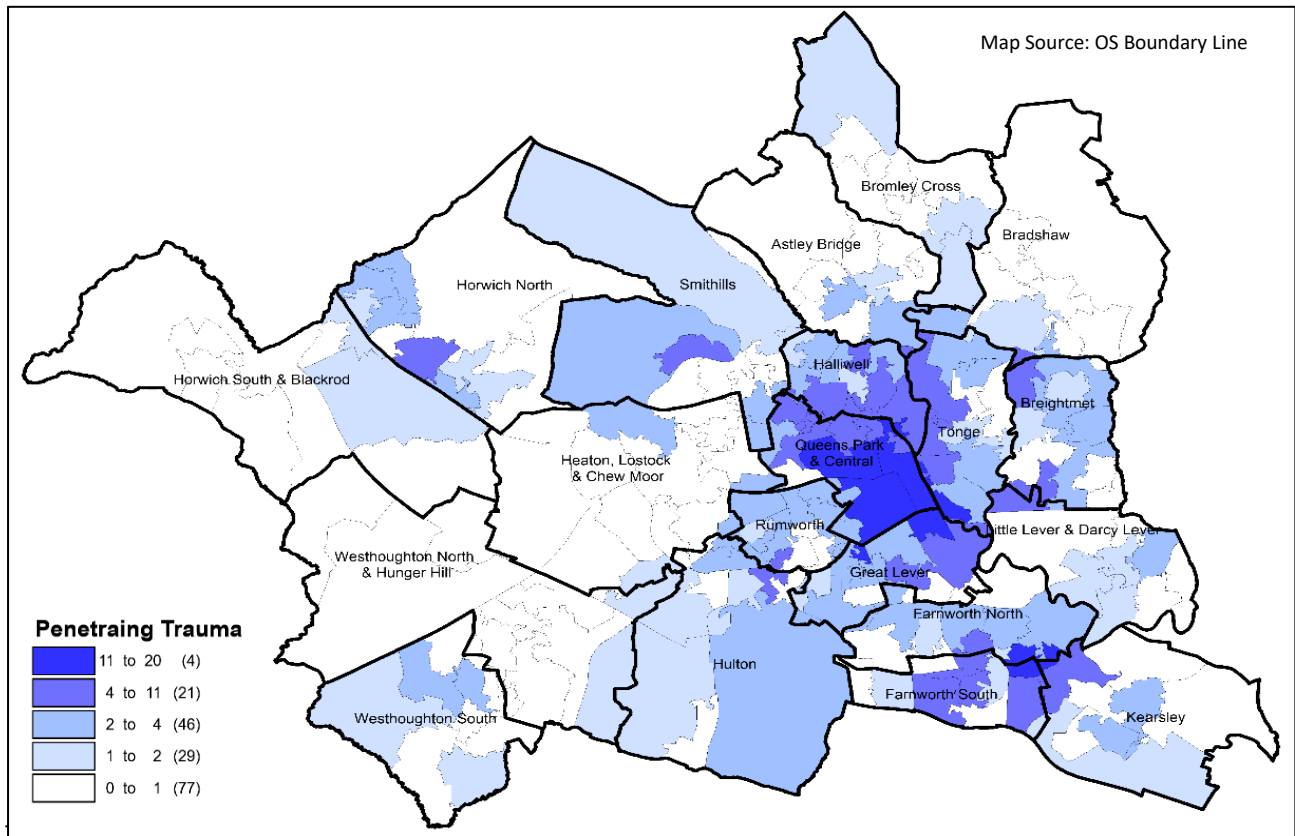 Map Source: OS Boundary Line
Bromley Cross
Bradshaw
Astley Bridge
Smithills
Horwich North
Halliwell
Horwich South & Blackrod
Breightmet
Tonge
Queens Park
& Central
Heaton, Lostock
& Chew Moor
Rumworth
Little Lever & Darcy Lever
Westhoughton North
& Hunger Hill
Great Lever
Farnworth North
Hulton
Farnworth South
Westhoughton South
Kearsley
Penetraing Trauma
11 to 20 (4)
4 to 11 (21)
2 to 4 (46)
1 to 2 (29)
0 to 1 (77)